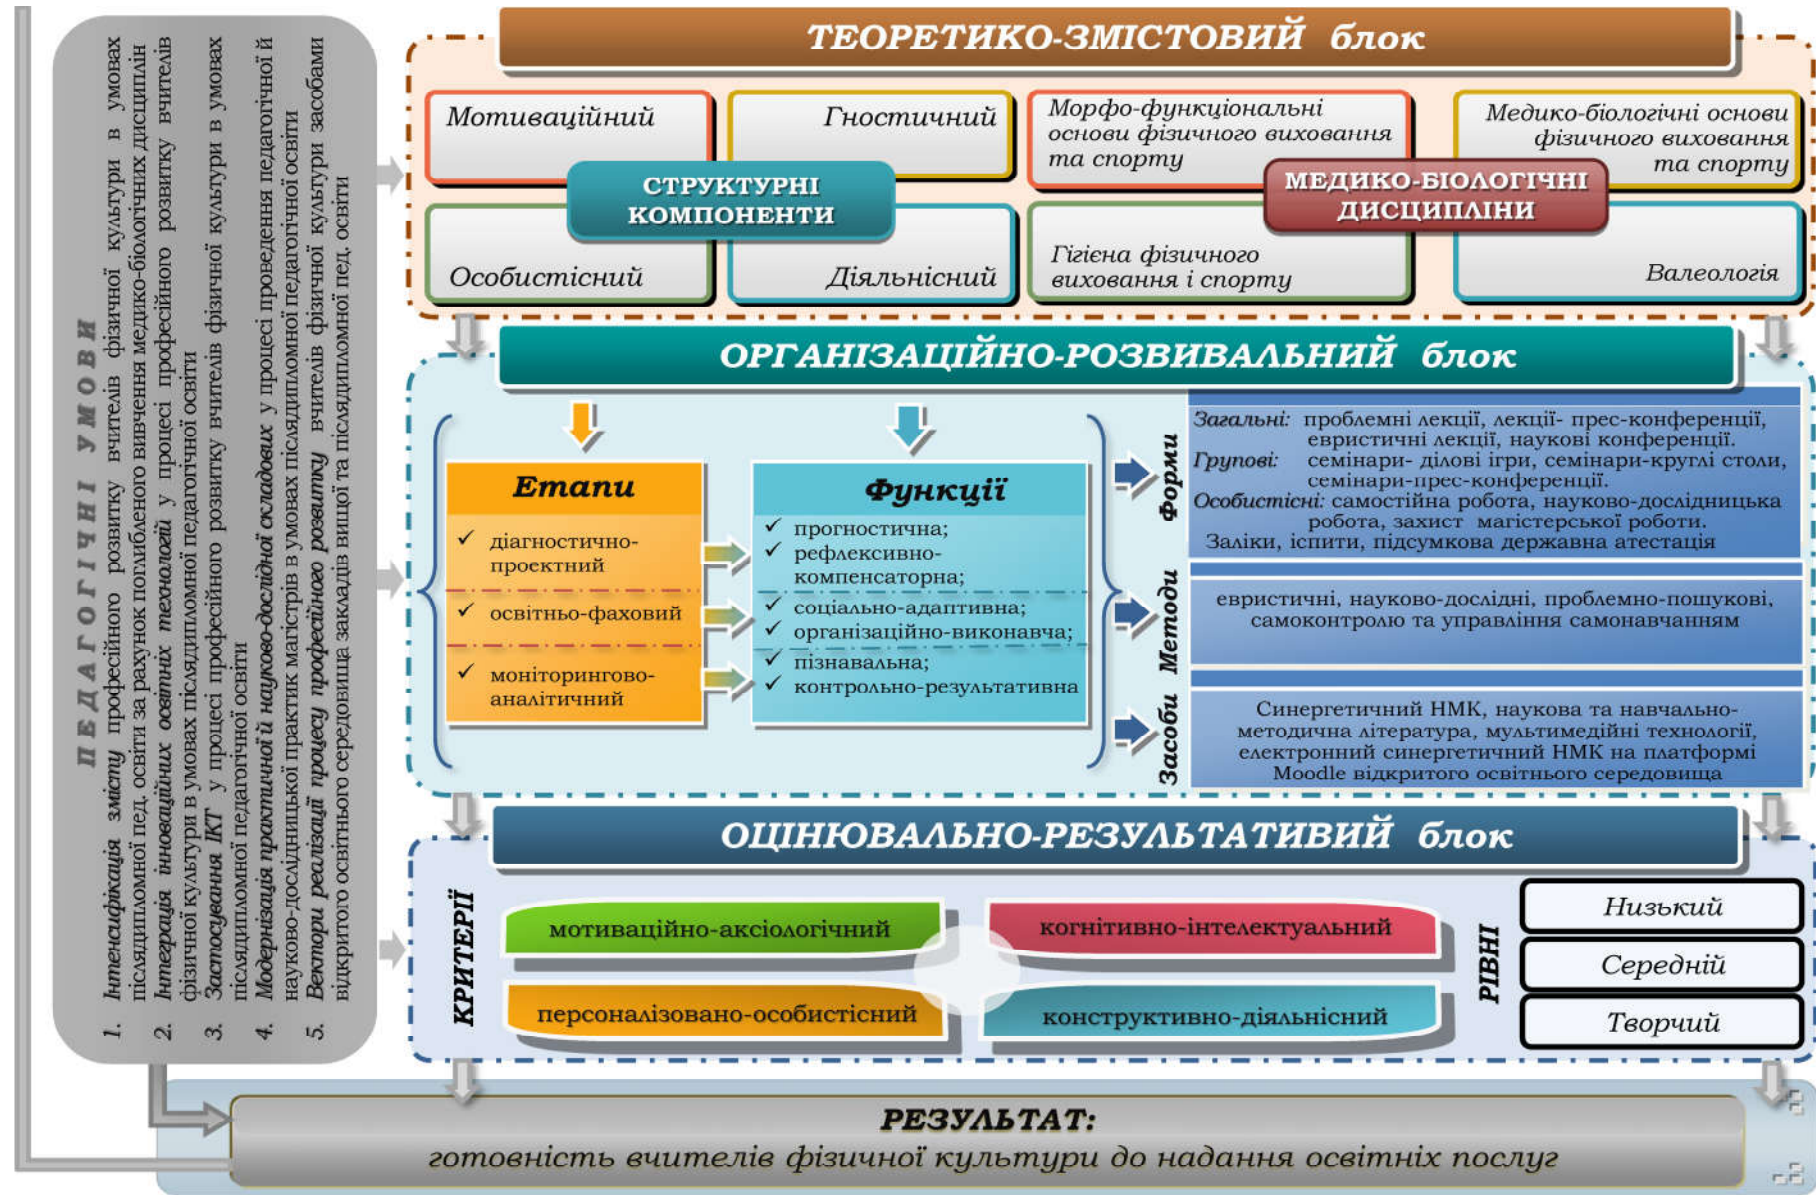 ПЕДАГОГІЧНІ УМОВИ
1. Інтенсифікація змісту професійного розвитку вчителів фізичної культури в умовах
післядипломної пед. освіти за рахунок поглибленого вивчення медико-біологічних дисциплін
2. Інтеграція інноваційних освітніх технологій у процесі професійного розвитку вчителів
фізичної культури в умовах післядипломної педагогічної освіти
3. Застосування ІКТ у процесі професійного розвитку вчителів фізичної культури в умовах
післядипломної педагогічної освіти
4. Модернізація практичної й науково-дослідної складових у процесі проведення педагогічної й
науково-дослідницької практик магістрів в умовах післядипломної педагогічної освіти
5. Вектори реалізації процесу професійного розвитку вчителів фізичної культури засобами
відкритого освітнього середовища закладів вищої та післядипломної пед. освіти
ТЕОРЕТИКО-ЗМІСТОВИЙ блок
Мотиваційний
Гностичний
СТРУКТУРНІ
КОМПОНЕНТИ
Особистісний
Діяльнісний
Морфо-функціональні
основи фізичного виховання
та спорту
Медико-біологічні основи
фізичного виховання
та спорту
МЕДИКО-БІОЛОГІЧНІ
ДИСЦИПЛІНИ
Гігієна фізичного
виховання і спорту
Валеологія
ОРГАНІЗАЦІЙНО-РОЗВИВАЛЬНИЙ блок
Етапи
✓ діагностично-
проектний
✓ освітньо-фаховий
✓ моніторингово-
аналітичний
Функції
✓ прогностична;
✓ рефлексивно-
компенсаторна;
✓ соціально-адаптивна;
✓ організаційно-виконавча;
✓ пізнавальна;
✓ контрольно-результативна
Форми
Загальні: проблемні лекції, лекції- прес-конференції,
евристичні лекції, наукові конференції.
Групові: семінари- ділові ігри, семінари-круглі столи,
семінари-прес-конференції.
Особистісні: самостійна робота, науково-дослідницька
робота, захист магістерської роботи.
Заліки, іспити, підсумкова державна атестація
Методи
евристичні, науково-дослідні, проблемно-пошукові,
самоконтролю та управління самонавчанням
Засоби
Синергетичний НМК, наукова та навчально-
методична література, мультимедійні технології,
електронний синергетичний НМК на платформі
Moodle відкритого освітнього середовища
ОЦІНЮВАЛЬНО-РЕЗУЛЬТАТИВИЙ блок
КРИТЕРІЇ
мотиваційно-аксіологічний
когнітивно-інтелектуальний
персоналізовано-особистісний
конструктивно-діяльнісний
РІВНІ
Низький
Середній
Творчий
РЕЗУЛЬТАТ:
готовність вчителів фізичної культури до надання освітніх послуг